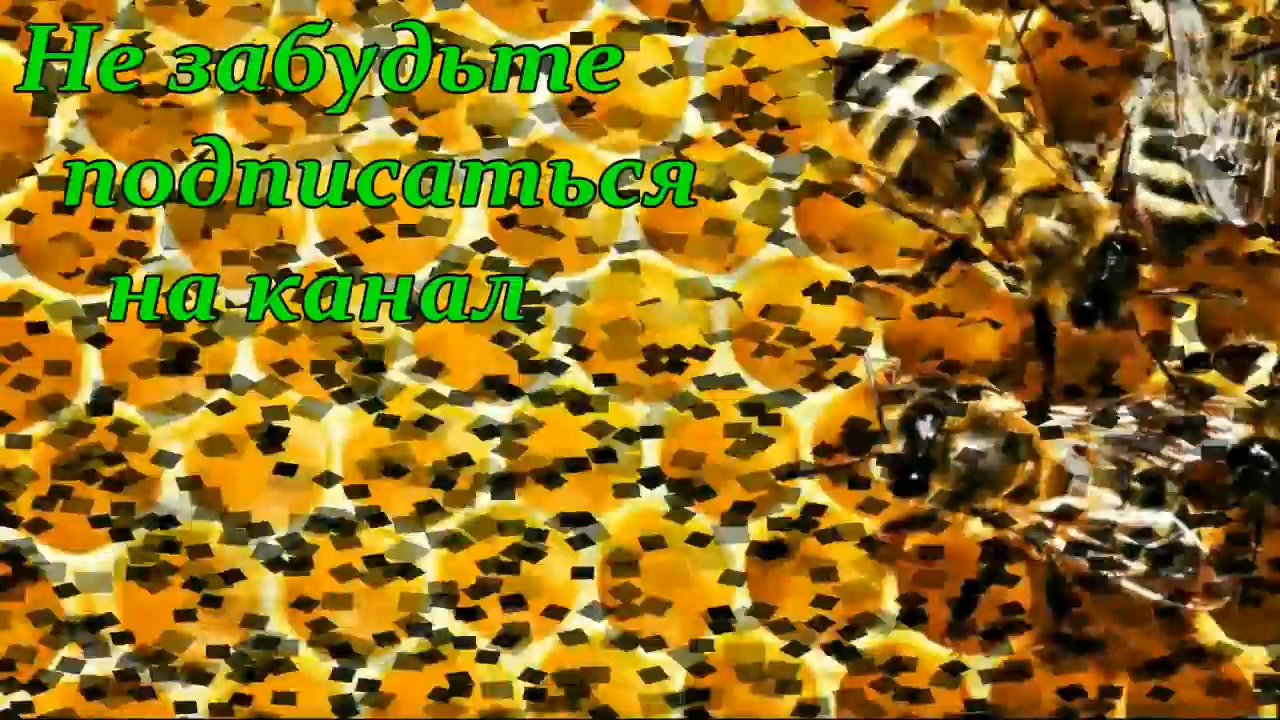 Не забудьте
подписаться
на канал